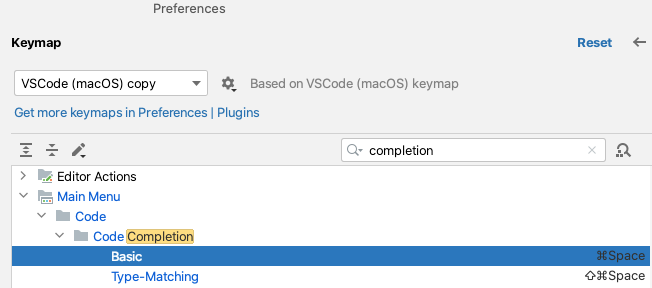 Preferences
Keymap Reset
VSCode (macOS) copy Based on VSCode (macOS) keymap
Get more keymaps in Preferences | Plugins
completion
Editor Actions
Main Menu
Code
Code Completion
Basic ⌘Space
Type-Matching ⇧⌘Space